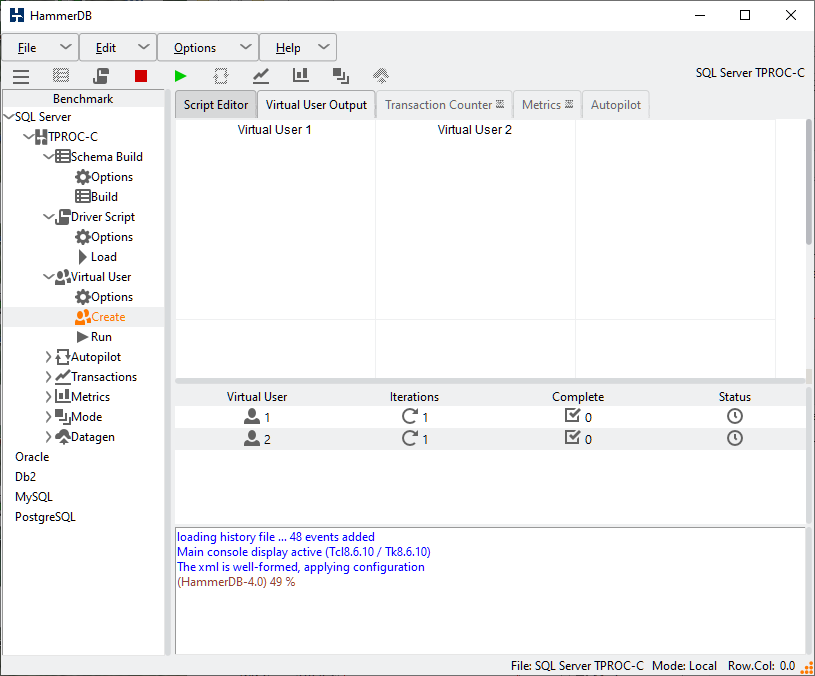 HammerDB
File Edit Options Help
SQL Server TPROC-C
Benchmark
SQL Server
TPROC-C
Schema Build
Options
Build
Driver Script
Options
Load
Virtual User
Options
Create
Run
Autopilot
Transactions
Metrics
Mode
Datagen
Oracle
Db2
MySQL
PostgreSQL
Script Editor Virtual User Output Transaction Counter Metrics Autopilot
Virtual User 1 Virtual User 2
Virtual User Iterations Complete Status
1 1 0
2 1 0
loading history file ... 48 events added
Main console display active (Tcl8.6.10 / Tk8.6.10)
The xml is well-formed, applying configuration
(HammerDB-4.0) 49 %
File: SQL Server TPROC-C Mode: Local Row.Col: 0.0